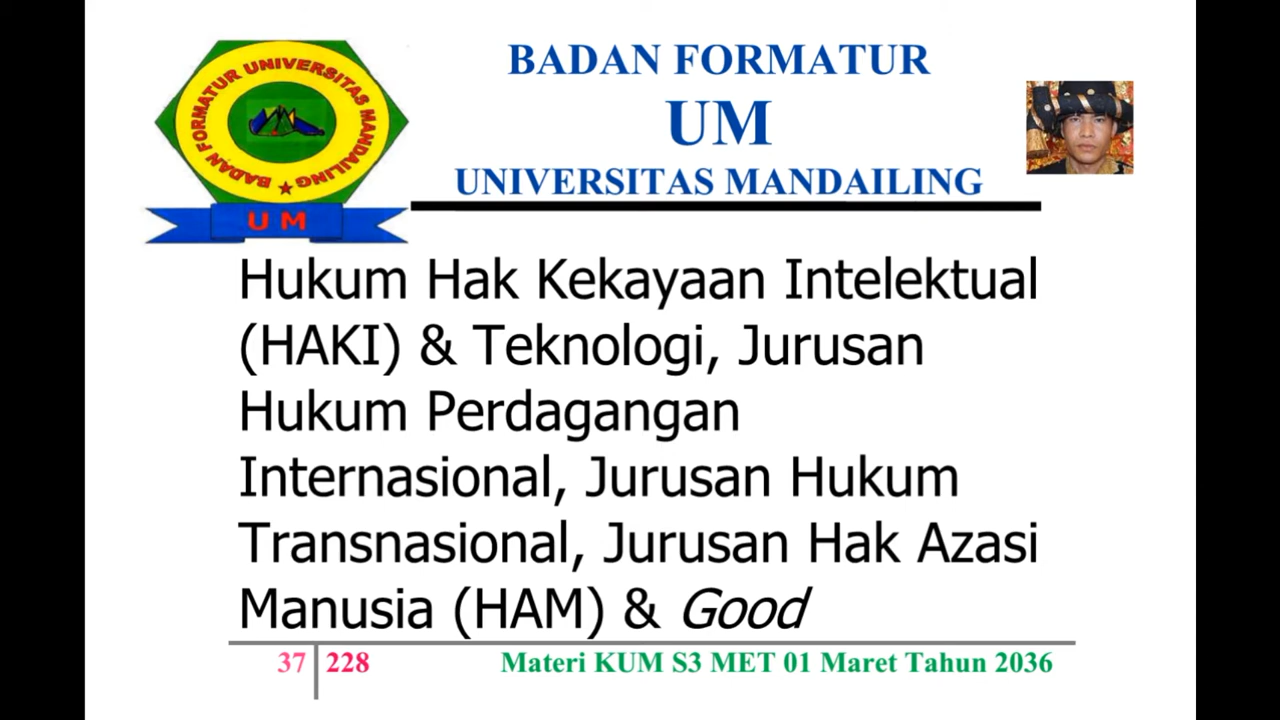 BADAN FORMATUR UNIVERSITAS MANDAILING
U M
BADAN FORMATUR
UM
UNIVERSITAS MANDAILING
Hukum Hak Kekayaan Intelektual
(HAKI) & Teknologi, Jurusan
Hukum Perdagangan
Internasional, Jurusan Hukum
Transnasional, Jurusan Hak Azasi
Manusia (HAM) & Good
37 228 Materi KUM S3 MET 01 Maret Tahun 2036